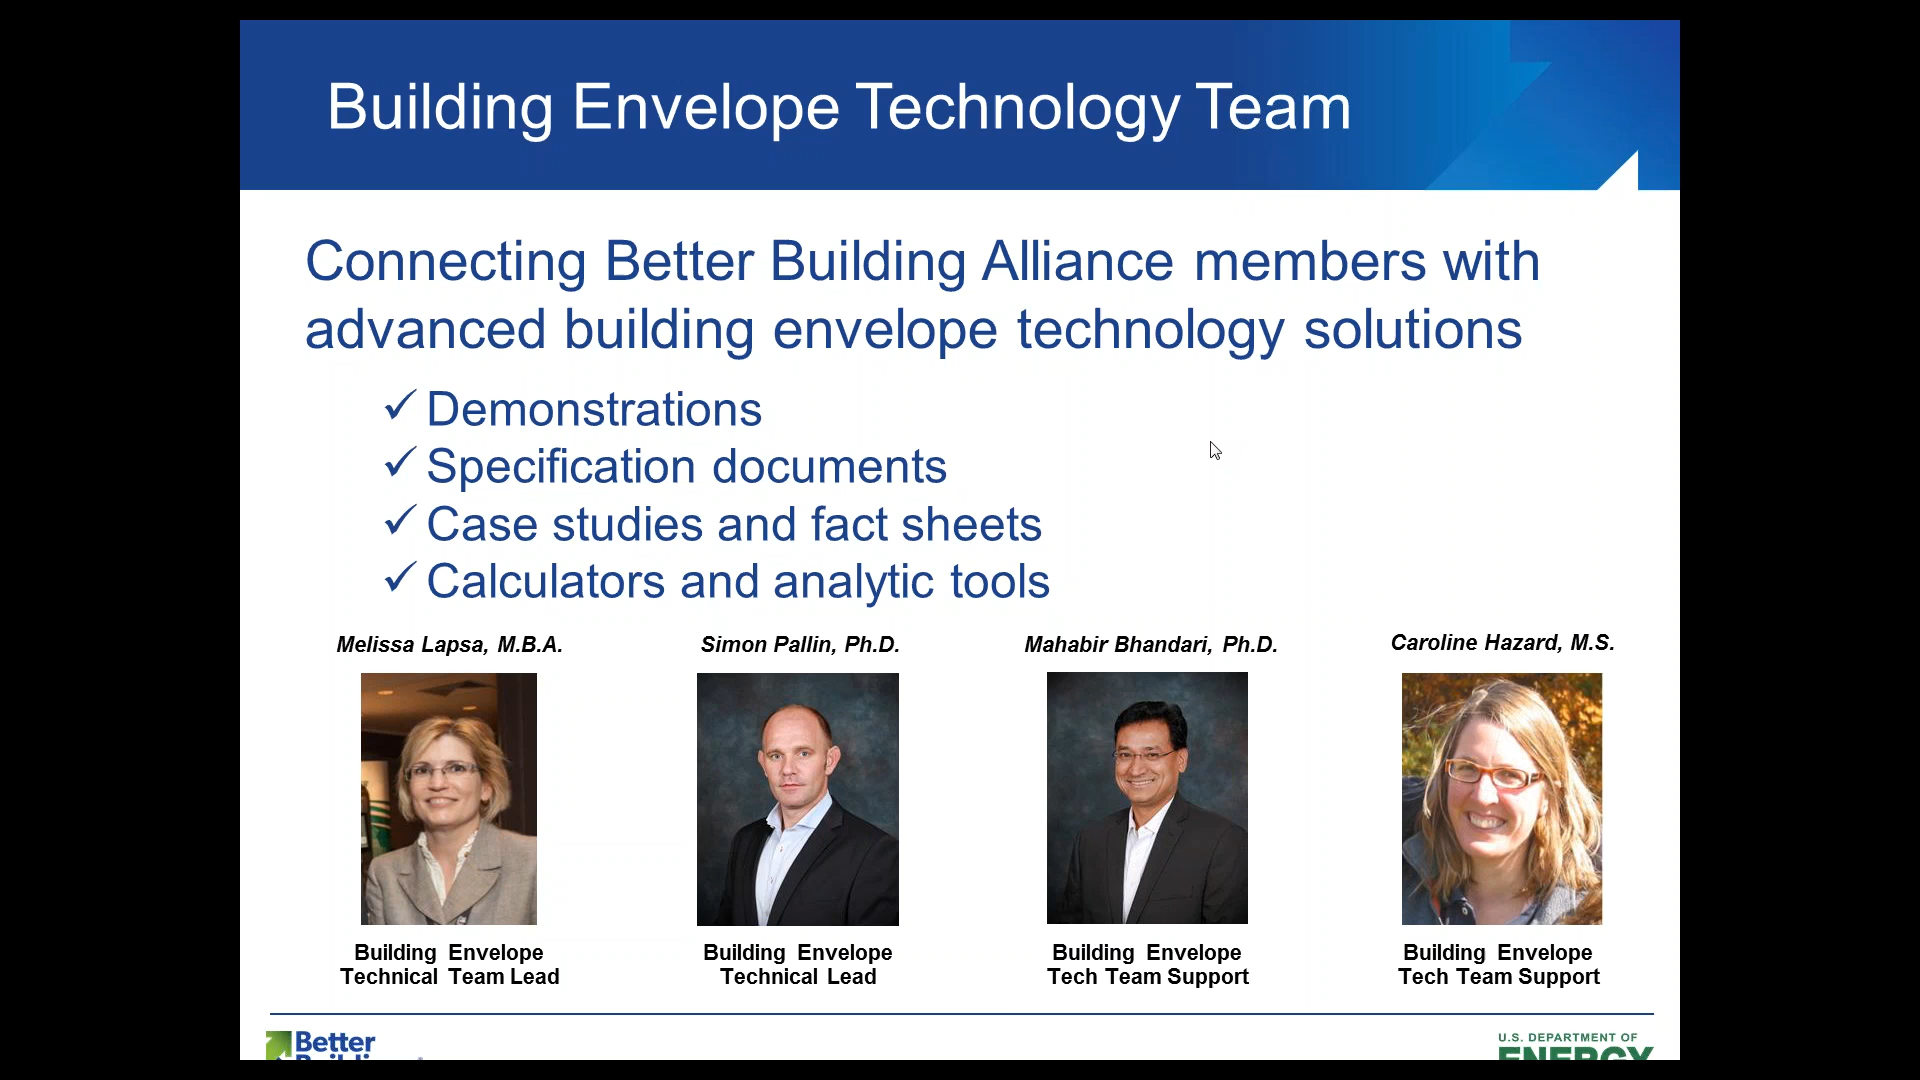 Building Envelope Technology Team
Connecting Better Building Alliance members with
advanced building envelope technology solutions
✓ Demonstrations
✓ Specification documents
✓ Case studies and fact sheets
✓ Calculators and analytic tools
Melissa Lapsa, M.B.A.
Simon Pallin, Ph.D.
Mahabir Bhandari, Ph.D.
Caroline Hazard, M.S.
Building Envelope
Technical Team Lead
Building Envelope
Technical Lead
Building Envelope
Tech Team Support
Building Envelope
Tech Team Support
Better
U.S. DEPARTMENT OF
ENERGY